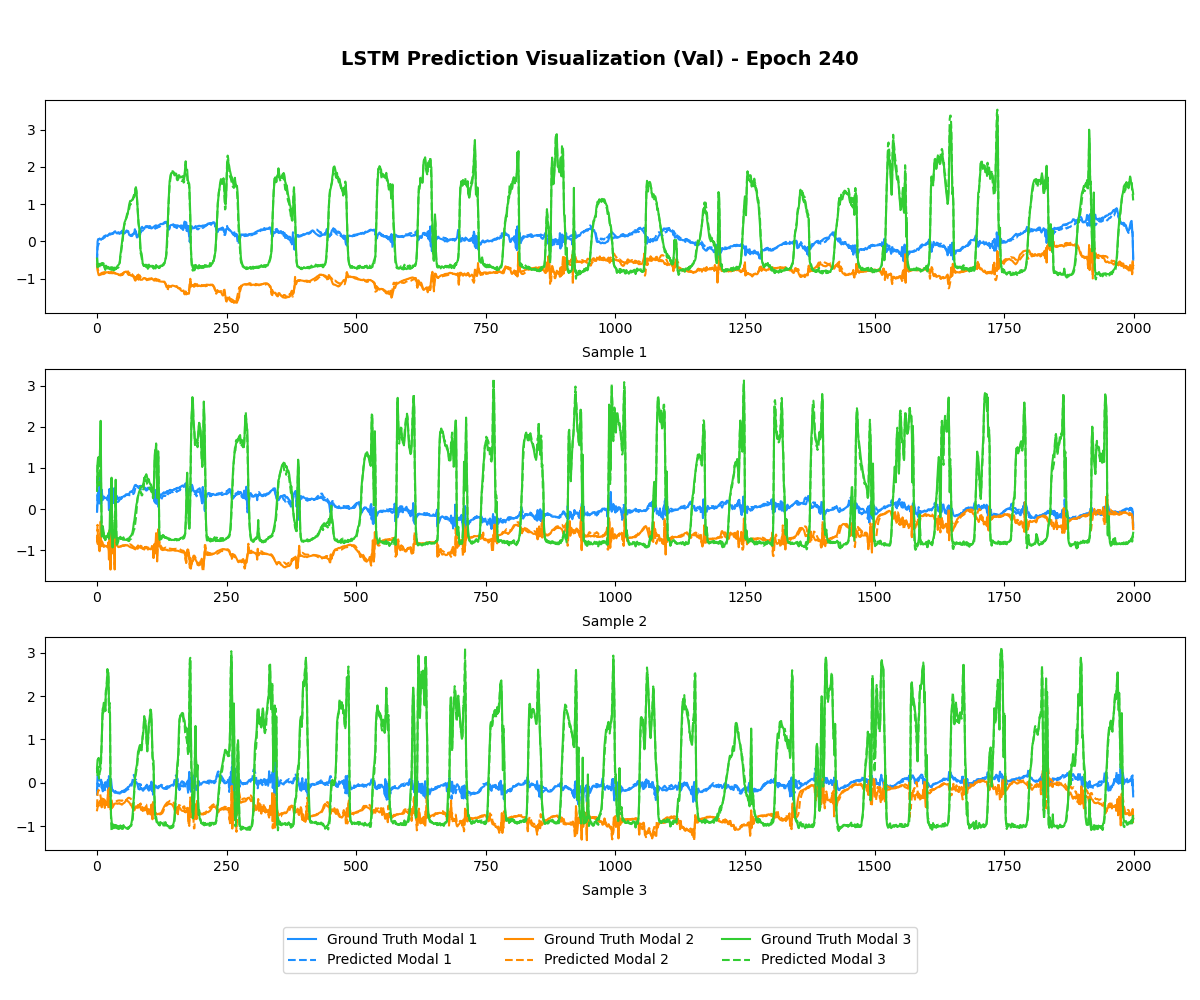 LSTM Prediction Visualization (Val) - Epoch 240
3
2
1
0
−1
0 250 500 750 1000 1250 1500 1750 2000
Sample 1
3
2
1
0
−1
0 250 500 750 1000 1250 1500 1750 2000
Sample 2
3
2
1
0
−1
0 250 500 750 1000 1250 1500 1750 2000
Sample 3
Ground Truth Modal 1 Ground Truth Modal 2 Ground Truth Modal 3
Predicted Modal 1 Predicted Modal 2 Predicted Modal 3